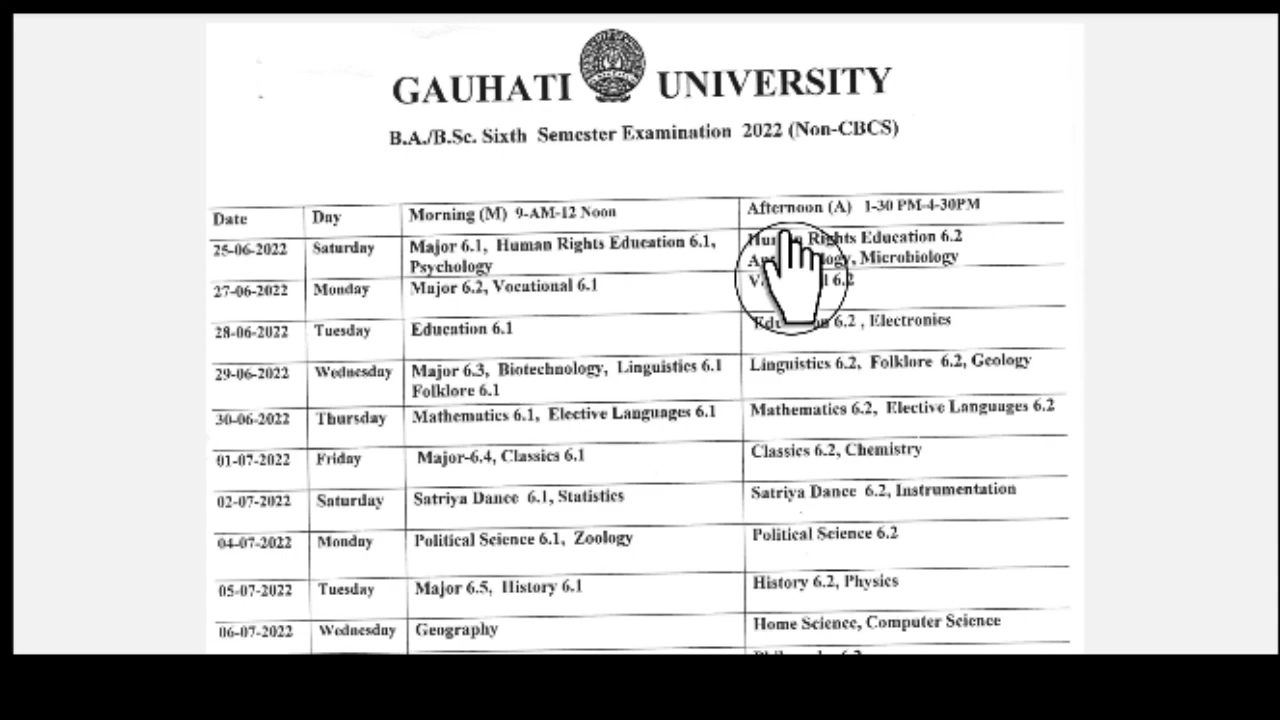 GAUHATI UNIVERSITY
B.A./B.Sc. Sixth Semester Examination 2022 (Non-CBCS)
Date Day Morning (M) 9-AM-12 Noon Afternoon (A) 1-30 PM-4-30PM
25-06-2022 Saturday Major 6.1, Human Rights Education 6.1, Rights Education 6.2
Psychology Microbiology
27-06-2022 Monday Major 6.2, Vocational 6.1 6.2
28-06-2022 Tuesday Education 6.1 6.2 , Electronics
29-06-2022 Wednesday Major 6.3, Biotechnology, Linguistics 6.1 Linguistics 6.2, Folklore 6.2, Geology
Folklore 6.1
30-06-2022 Thursday Mathematics 6.1, Elective Languages 6.1 Mathematics 6.2, Elective Languages 6.2
01-07-2022 Friday Major-6.4, Classics 6.1 Classics 6.2, Chemistry
02-07-2022 Saturday Satriya Dance 6.1, Statistics Satriya Dance 6.2, Instrumentation
04-07-2022 Monday Political Science 6.1, Zoology Political Science 6.2
05-07-2022 Tuesday Major 6.5, History 6.1 History 6.2, Physics
06-07-2022 Wednesday Geography Home Science, Computer Science